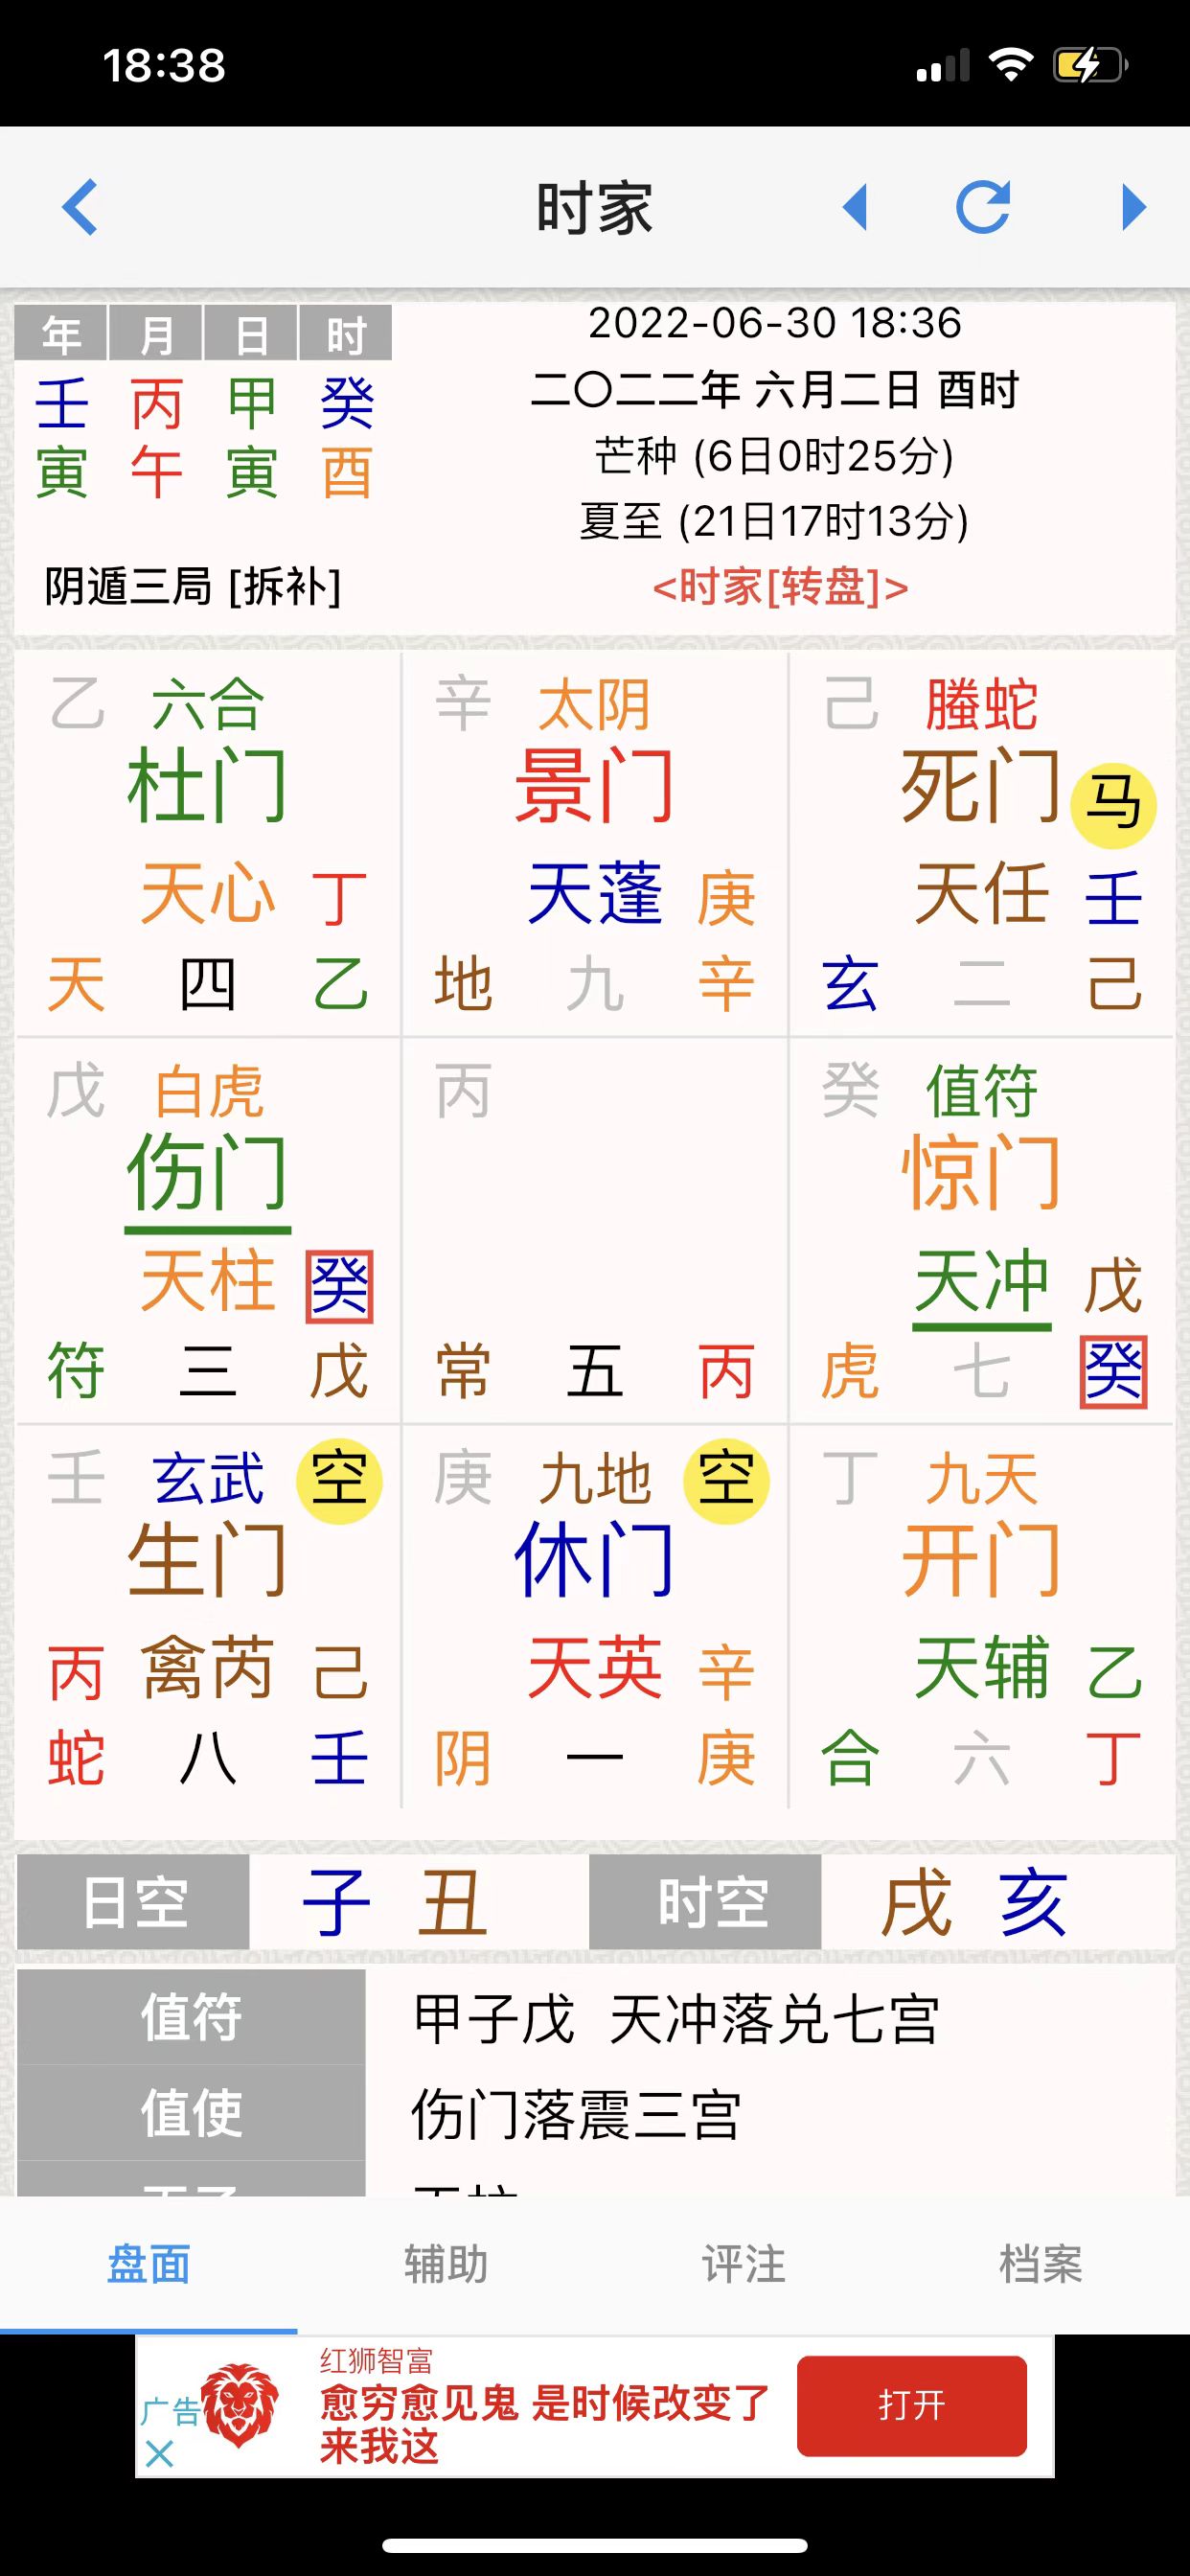 18:38
时家
年 月 日 时
壬 丙 甲 癸
寅 午 寅 酉
2022-06-30 18:36
二〇二二年 六月二日 酉时
芒种 (6日0时25分)
夏至 (21日17时13分)
阴遁三局 [拆补]
<时家[转盘]>
乙 六合
杜门
天心 丁
天 四 乙
辛 太阴
景门
天蓬 庚
地 九 辛
己 螣蛇
死门 马
天任 壬
玄 二 己
戊 白虎
伤门
天柱 癸
符 三 戊
丙
常 五 丙
癸 值符
惊门
天冲 戊
虎 七 癸
壬 玄武 空
生门
丙 禽芮 己
蛇 八 壬
庚 九地 空
休门
天英 辛
阴 一 庚
丁 九天
开门
天辅 乙
合 六 丁
日空 子 丑 时空 戌 亥
值符 甲子戊 天冲落兑七宫
值使 伤门落震三宫
盘面 辅助 评注 档案
广告
红狮智富
愈穷愈见鬼 是时候改变了
来我这
打开